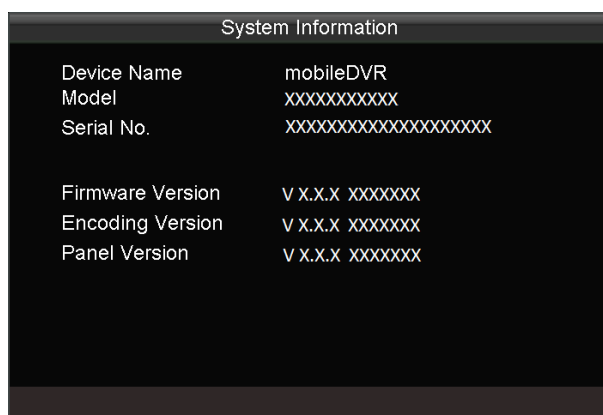 System Information
Device Name mobileDVR
Model XXXXXXXXXXX
Serial No. XXXXXXXXXXXXXXXXXXXX
Firmware Version V X.X.X XXXXXXX
Encoding Version V X.X.X XXXXXXX
Panel Version V X.X.X XXXXXXX